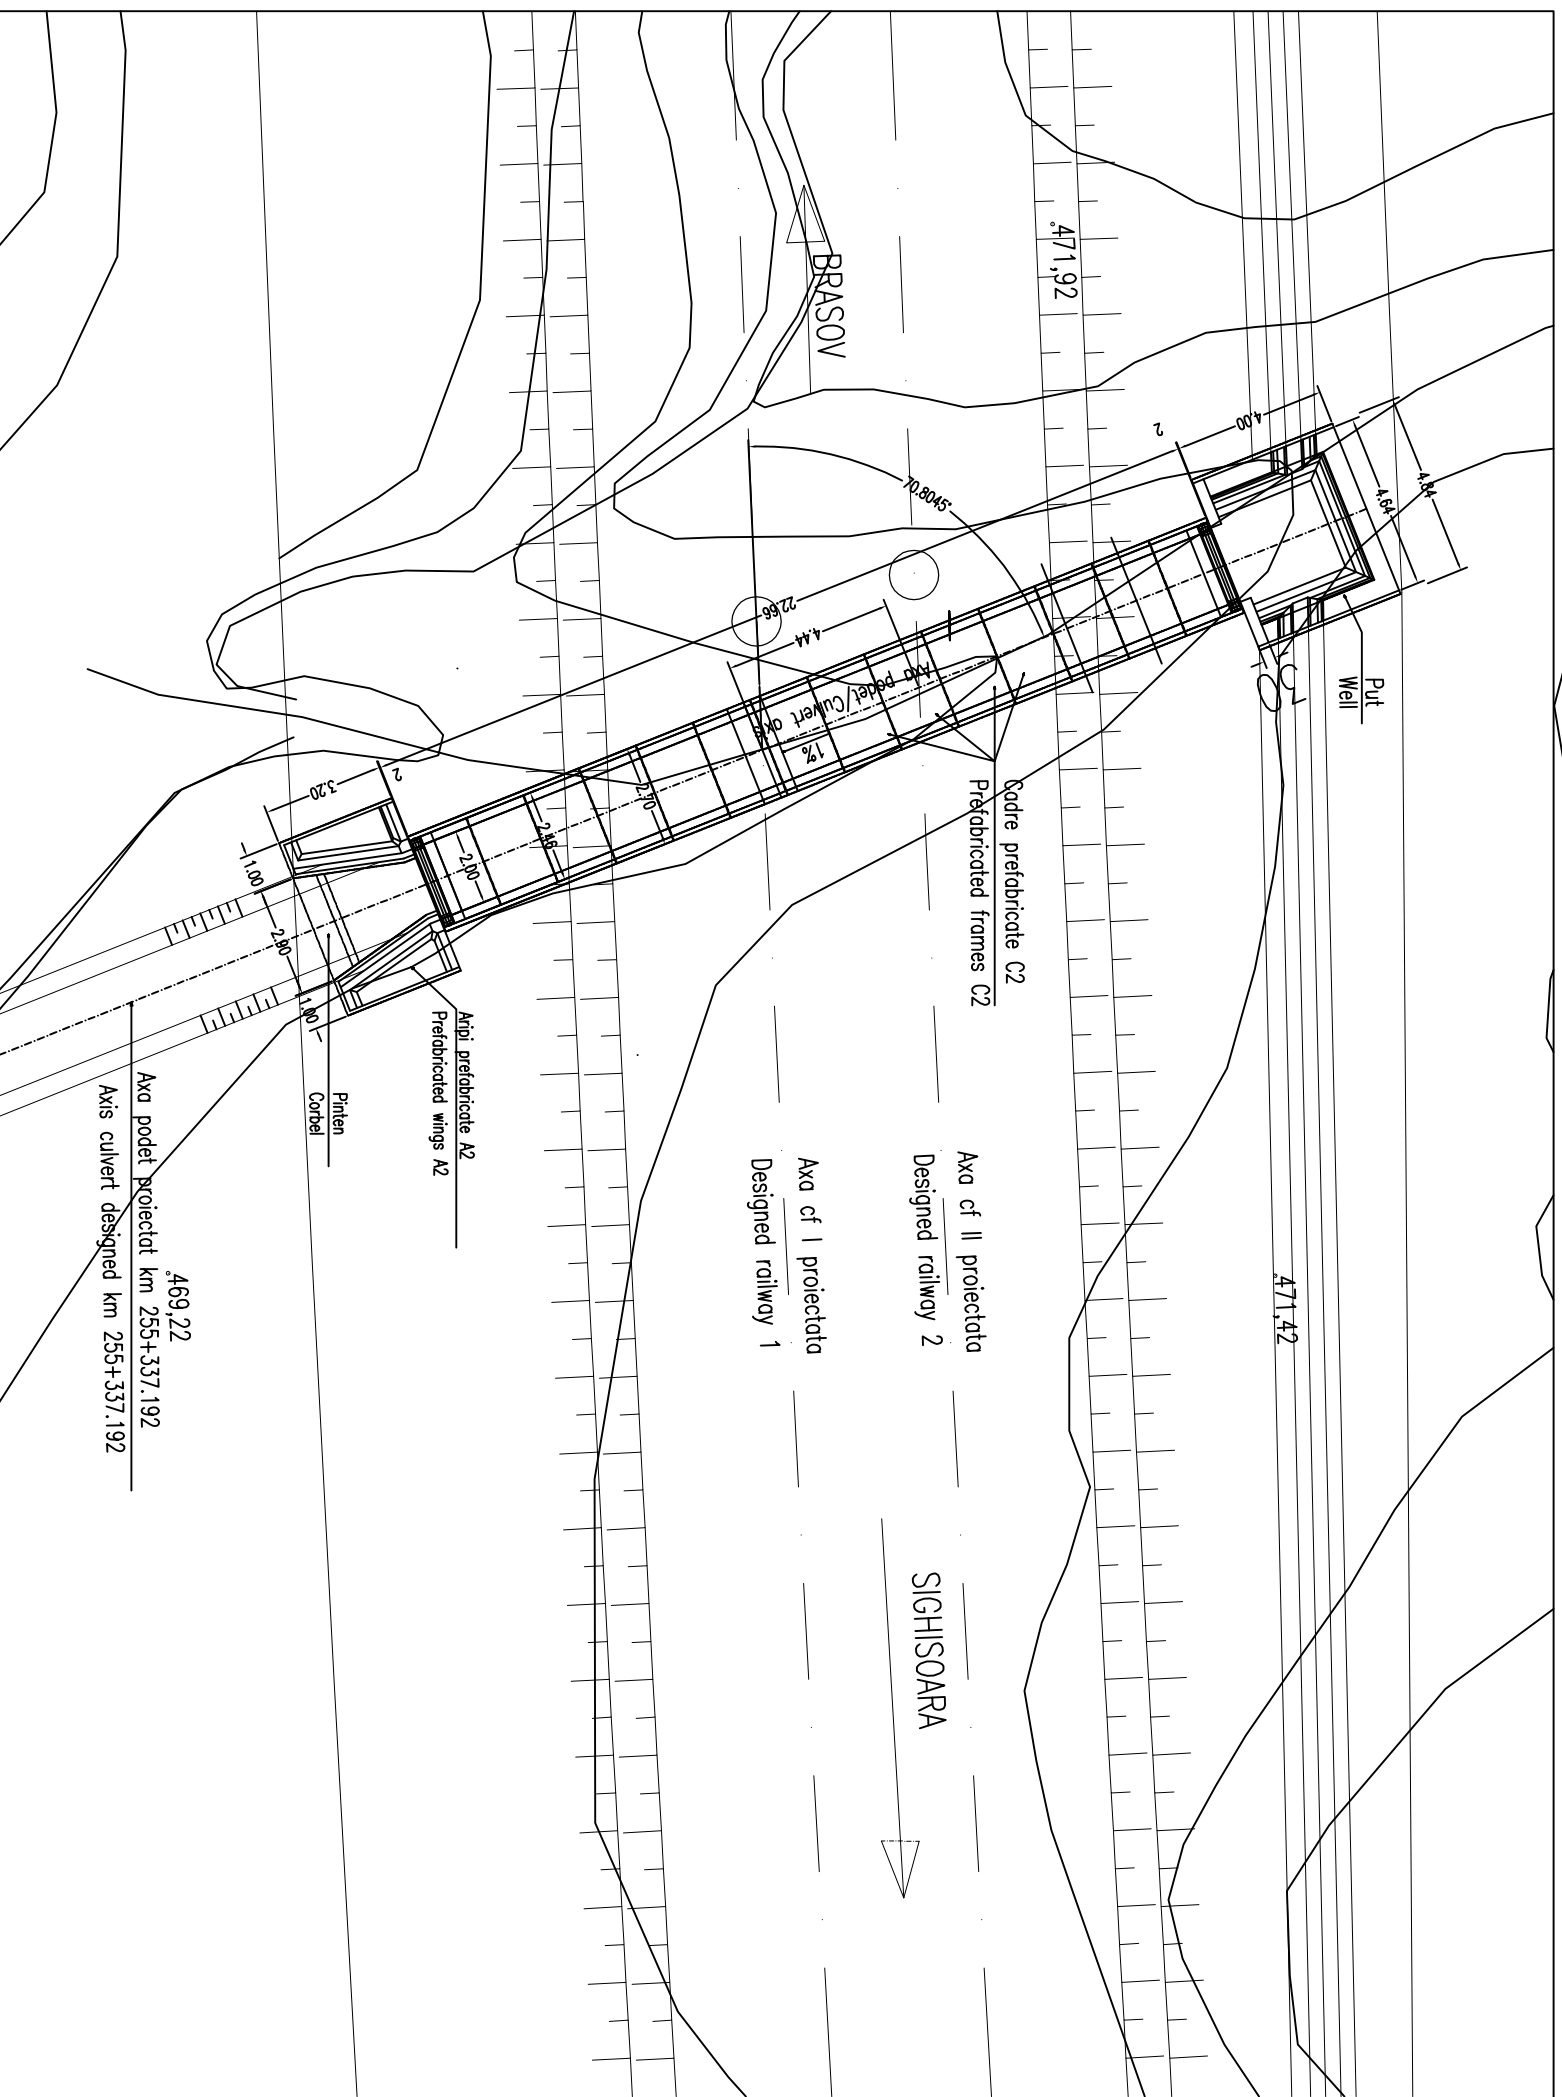 BRASOV
471,92
2
4.00
4.84
4.64
70.8045°
Put
Well
22.66
4.44
Axa podet/Culvert axis
1%
Cadre prefabricate C2
Prefabricated frames C2
2
3.20
2.70
2.46
2.00
1.00
2.90
1.00
Aripi prefabricate A2
Prefabricated wings A2
Pinten
Corbel
Axa podet proiectat km 255+337.192
Axis culvert designed km 255+337.192
469,22
Axa cf II proiectata
Designed railway 2
Axa cf I proiectata
Designed railway 1
471,42
SIGHISOARA